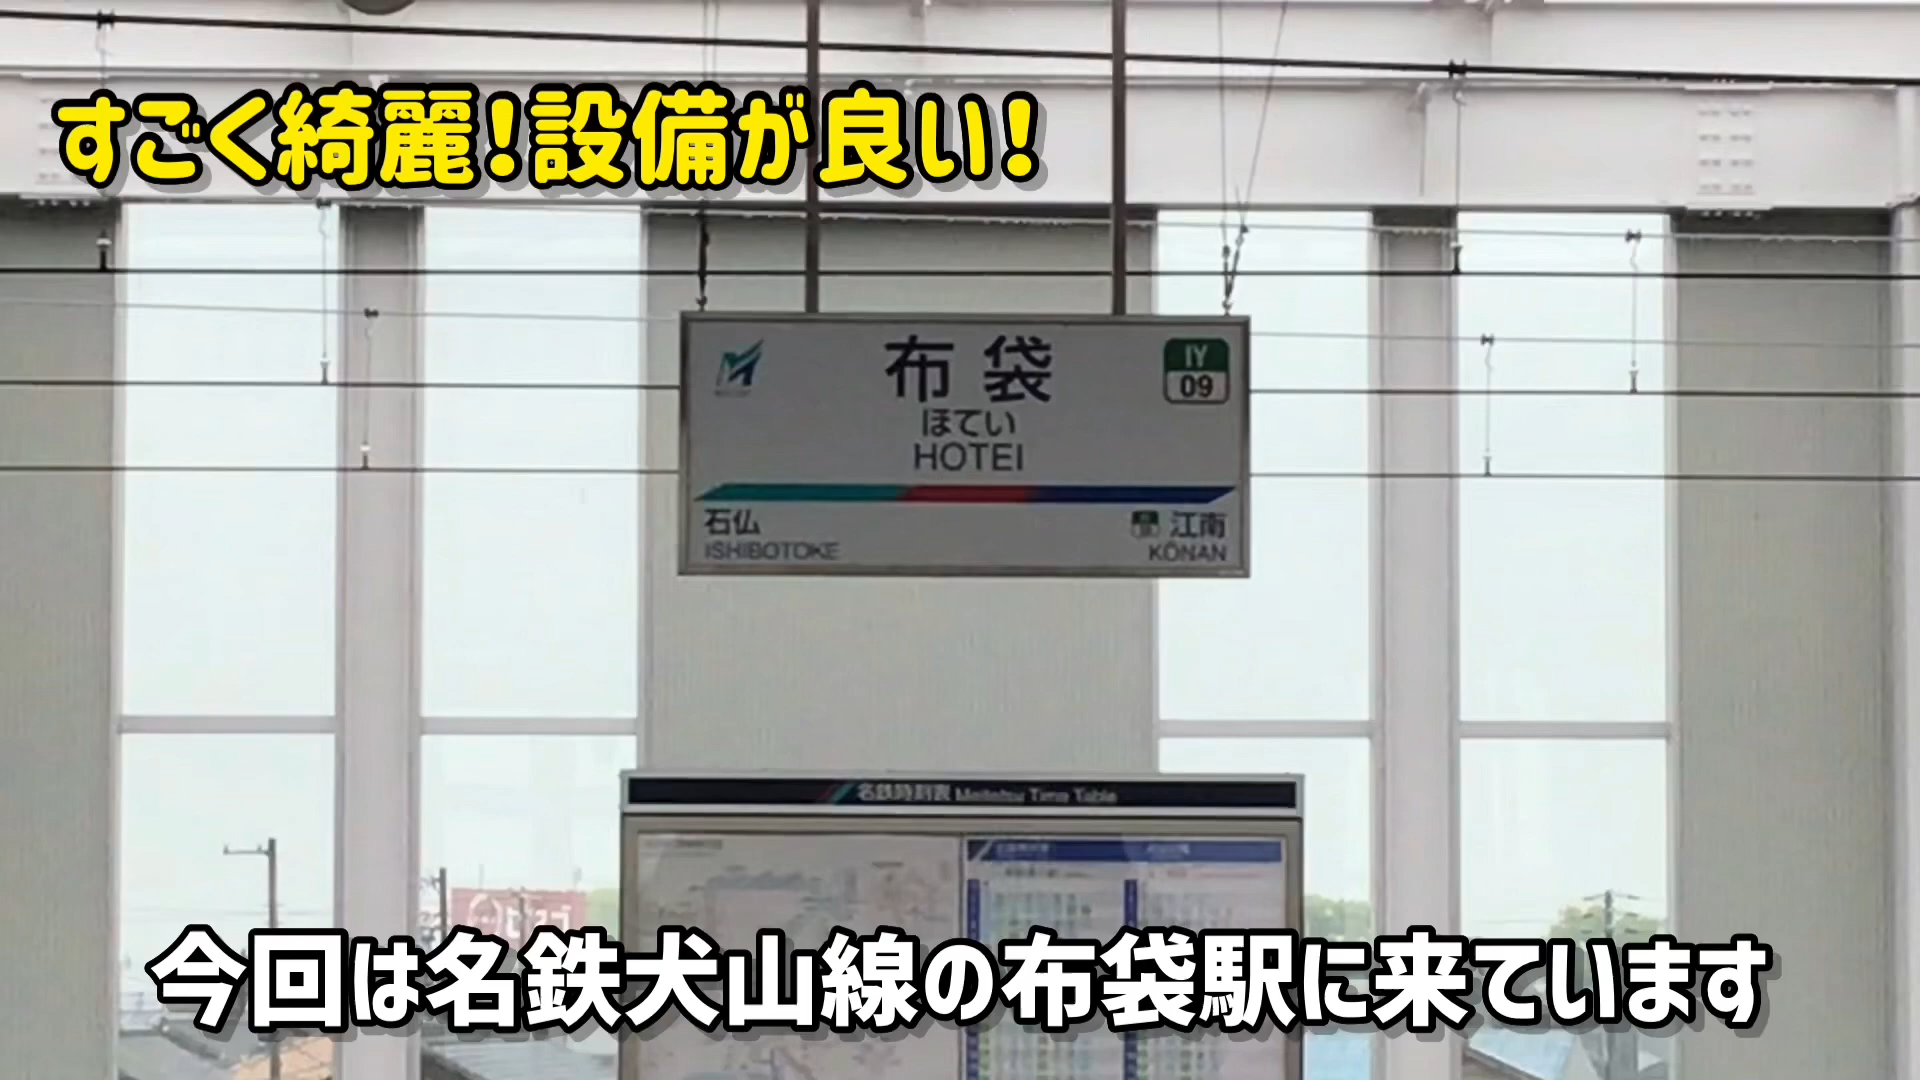 すごく綺麗！設備が良い！
布袋
IY
09
ほてい
HOTEI
石仏
江南
ISHIBOTOKE
KŌNAN
名鉄時刻表 Meitetsu Time Table
今回は名鉄犬山線の布袋駅に来ています